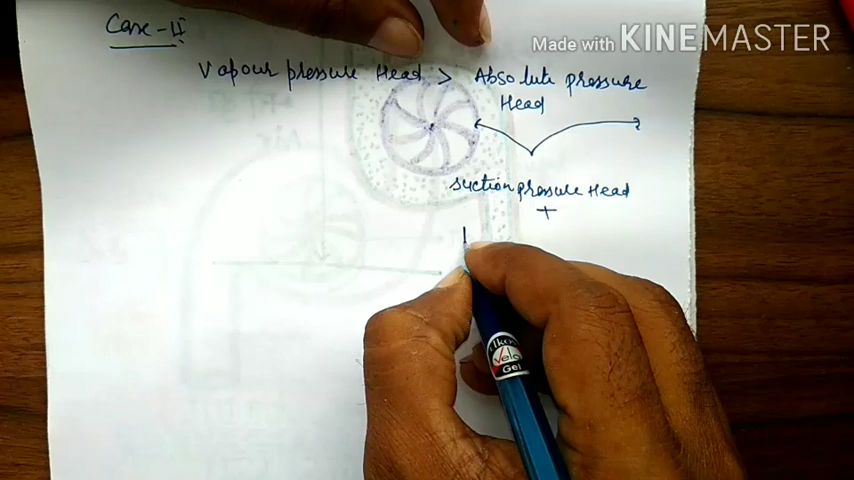 Made with KINEMASTER
Case-II
Vapour pressure Head > Absolute pressure
Head
suction pressure Head
+
velo
Gel